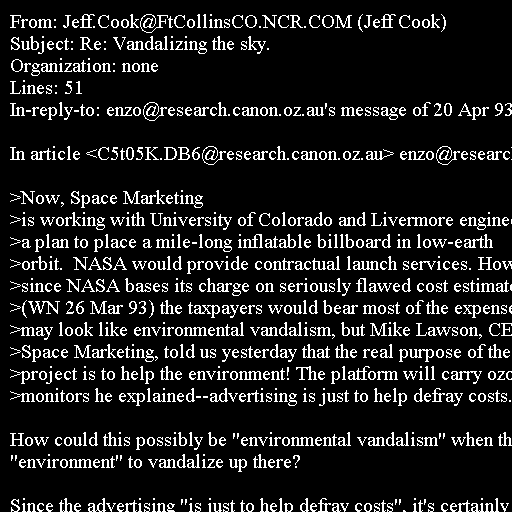 From: Jeff.Cook@FtCollinsCO.NCR.COM (Jeff Cook)
Subject: Re: Vandalizing the sky.
Organization: none
Lines: 51
In-reply-to: enzo@research.canon.oz.au's message of 20 Apr 93
In article <C5t05K.DB6@research.canon.oz.au> enzo@researc
>Now, Space Marketing
>is working with University of Colorado and Livermore engine
>a plan to place a mile-long inflatable billboard in low-earth
>orbit.  NASA would provide contractual launch services. How
>since NASA bases its charge on seriously flawed cost estimat
>(WN 26 Mar 93) the taxpayers would bear most of the expense
>may look like environmental vandalism, but Mike Lawson, CE
>Space Marketing, told us yesterday that the real purpose of the
>project is to help the environment! The platform will carry ozo
>monitors he explained--advertising is just to help defray costs.
How could this possibly be "environmental vandalism" when th
"environment" to vandalize up there?
Since the advertising "is just to help defray costs", it's certainly